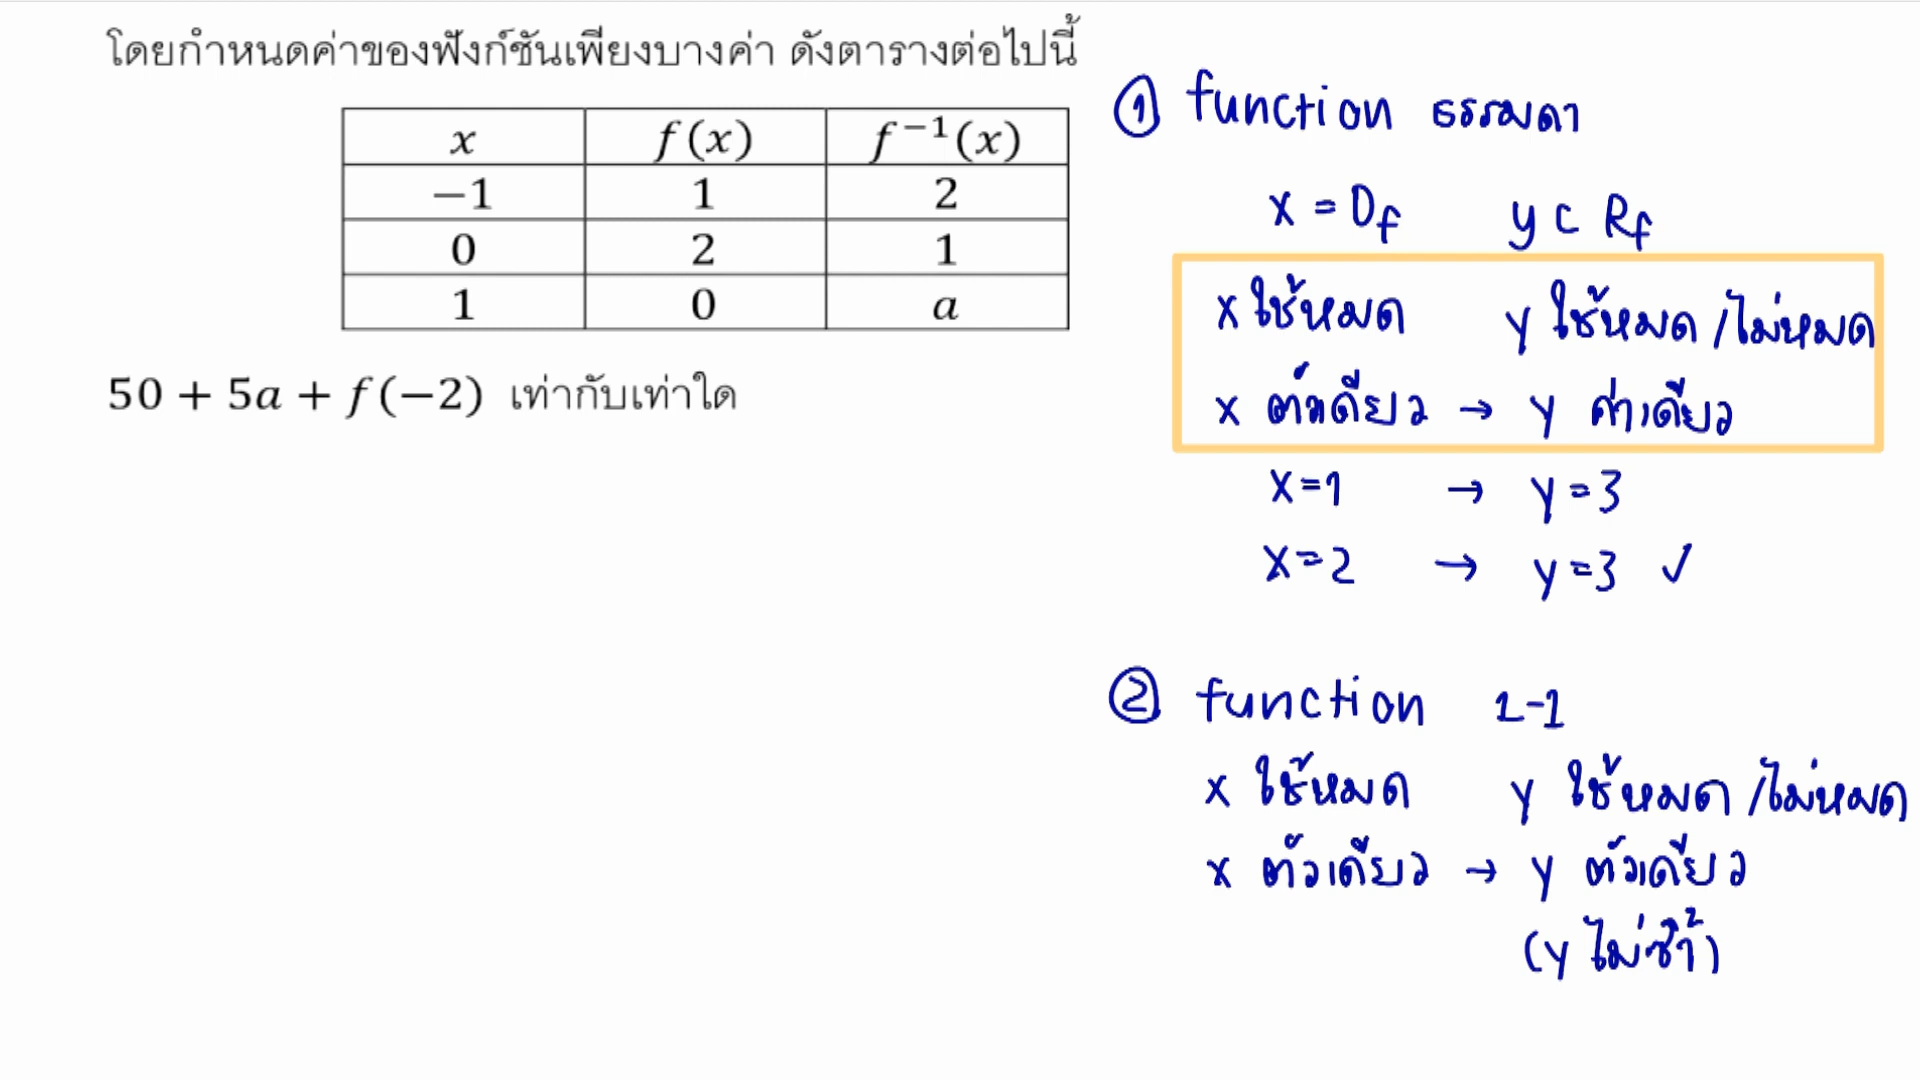 โดยกำหนดค่าของฟังก์ชันเพียงบางค่า ดังตารางต่อไปนี้
x f(x) f⁻¹(x)
−1 1 2
0 2 1
1 0 a
50 + 5a + f(−2) เท่ากับเท่าใด
① function ธรรมดา
x = D_f y ⊂ R_f
x ใช้หมด y ใช้หมด /ไม่หมด
x ตัวเดียว → y ค่าเดียว
x=1 → y=3
x=2 → y=3 ✓
② function 1-1
x ใช้หมด y ใช้หมด /ไม่หมด
x ตัวเดียว → y ตัวเดียว
(y ไม่ซ้ำ)